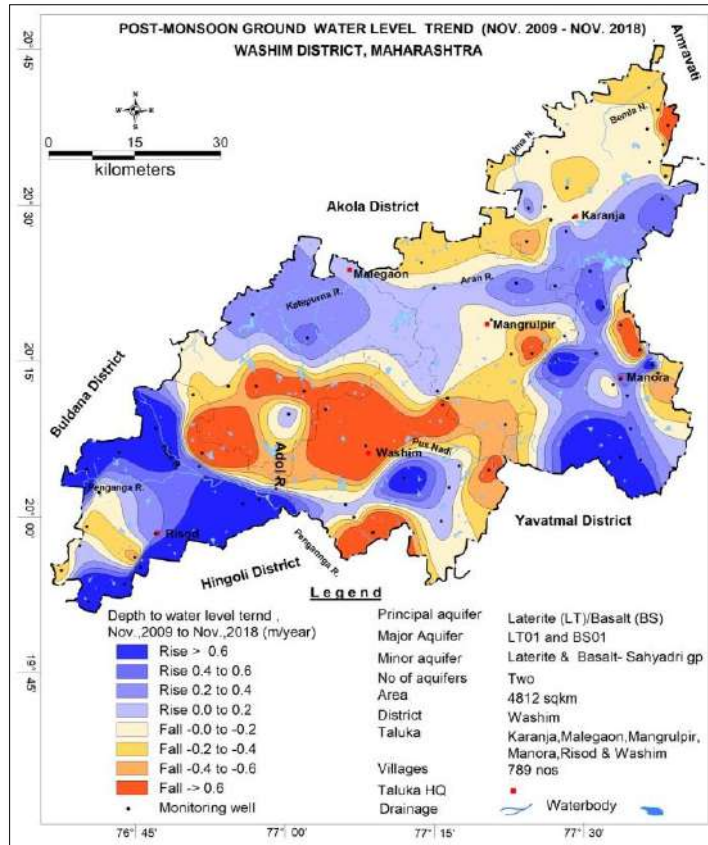 POST-MONSOON GROUND WATER LEVEL TREND (NOV. 2009 - NOV. 2018)
WASHIM DISTRICT, MAHARASHTRA
20° 45'
Amravati
N
W E
S
0 15 30
kilometers
Bemla N.
Uma N.
20° 30'
Akola District
Karanja
Malegaon
Katepurna R.
Aran R.
Mangrulpir
20° 15'
Manora
Buldana District
Adol R.
Washim
Pus Nadi
Penganga R.
20° 00'
Risod
Yavatmal District
Hingoli District
Penganga R.
Legend
Depth to water level ternd ,
Nov.,2009 to Nov.,2018 (m/year)
Rise > 0.6
Rise 0.4 to 0.6
Rise 0.2 to 0.4
Rise 0.0 to 0.2
Fall -0.0 to -0.2
Fall -0.2 to -0.4
Fall -0.4 to -0.6
Fall -> 0.6
Monitoring well
Principal aquifer Laterite (LT)/Basalt (BS)
Major Aquifer LT01 and BS01
Minor aquifer Laterite & Basalt- Sahyadri gp
No of aquifers Two
Area 4812 sqkm
District Washim
Taluka Karanja,Malegaon,Mangrulpir,
Manora,Risod & Washim
Villages 789 nos
Taluka HQ
Drainage Waterbody
19° 45'
76° 45' 77° 00' 77° 15' 77° 30'